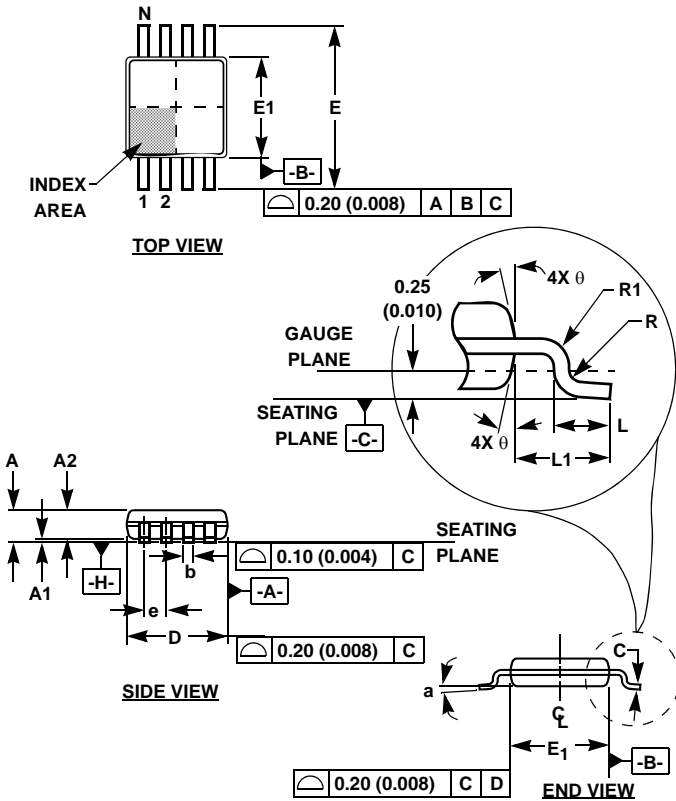 N
E1
E
-B-
INDEX
AREA
1 2
0.20 (0.008) A B C
TOP VIEW
0.25
(0.010)
4X θ
R1
R
GAUGE
PLANE
SEATING
PLANE -C-
4X θ
L
L1
A A2
SEATING
PLANE
A1
-H-
b
0.10 (0.004) C
e
-A-
D
0.20 (0.008) C
SIDE VIEW
C
a
CL
E1
-B-
0.20 (0.008) C D
END VIEW